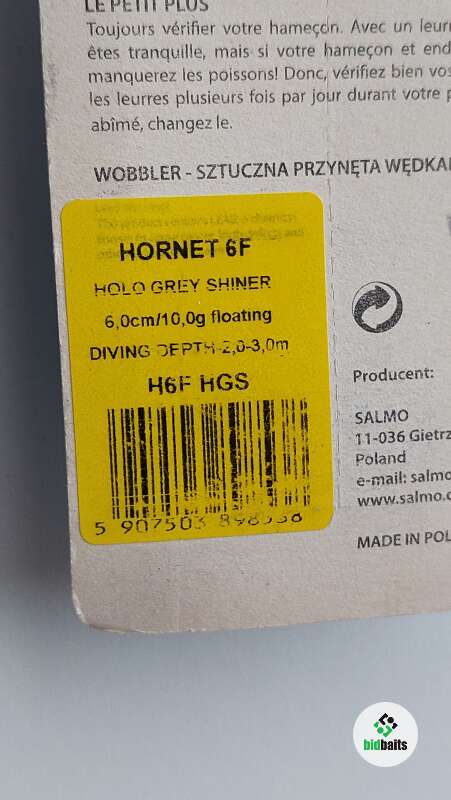 LE PETIT PLUS
Toujours vérifier votre hameçon. Avec un leurr
êtes tranquille, mais si votre hameçon et end
manquerez les poissons! Donc, vérifiez bien vos
les leurres plusieurs fois par jour durant votre p
abîmé, changez le.
WOBBLER - SZTUCZNA PRZYNĘTA WĘDKA
HORNET 6F
HOLO GREY SHINER
6,0cm/10,0g floating
DIVING DEPTH-2,0-3,0m
H6F HGS
5 907503
Producent:
SALMO
11-036 Gietrz
Poland
e-mail: salmo
www.salmo.
MADE IN POL
bidbaits